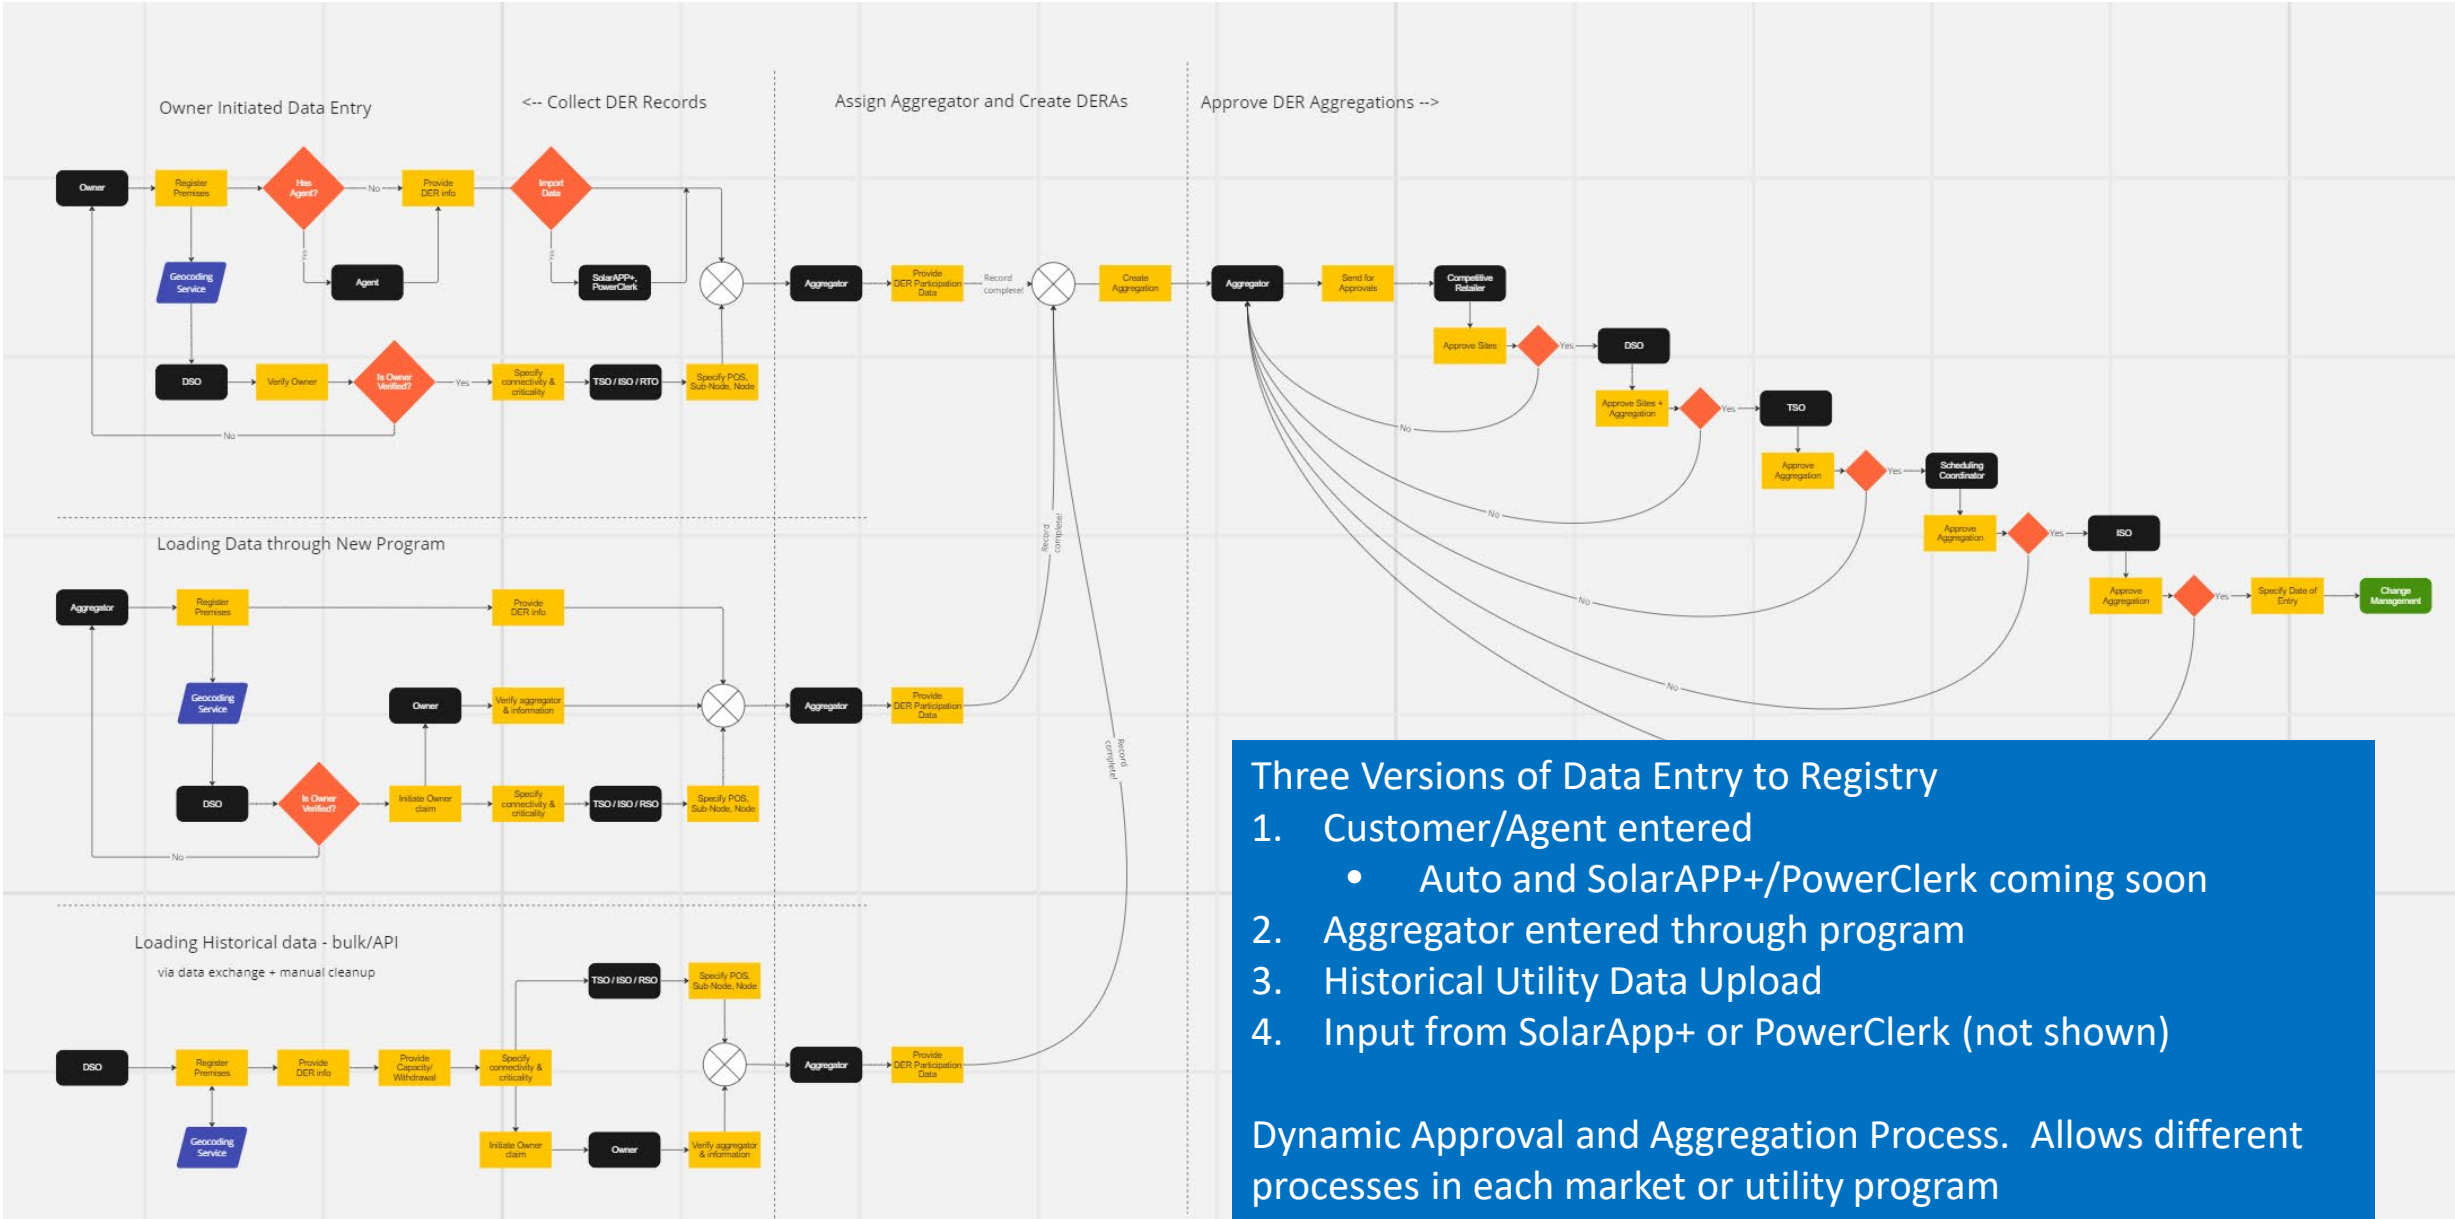 Owner Initiated Data Entry
<-- Collect DER Records
Assign Aggregator and Create DERAs
Approve DER Aggregations -->
Owner
Register
Premises
Has
Agent?
No
Provide
DER info
Import
Data
Yes
Yes
Geocoding
Service
Agent
SolarAPP+,
PowerClerk
DSO
Verify Owner
Is Owner
Verified?
Yes
Specify
connectivity &
criticality
TSO / ISO / RTO
Specify POS,
Sub-Node, Node
No
Aggregator
Provide
DER Participation
Data
Record
complete!
Create
Aggregation
Aggregator
Send for
Approvals
Competitive
Retailer
Approve Sites
Yes
DSO
No
Approve Sites +
Aggregation
Yes
TSO
No
Approve
Aggregation
Yes
Scheduling
Coordinator
No
Approve
Aggregation
Yes
ISO
No
Approve
Aggregation
Yes
Specify Date of
Entry
Change
Management
Loading Data through New Program
Aggregator
Register
Premises
Provide
DER info
Geocoding
Service
Owner
Verify aggregator
& information
DSO
Is Owner
Verified?
Initiate Owner
claim
Specify
connectivity &
criticality
TSO / ISO / RSO
Specify POS,
Sub-Node, Node
No
Aggregator
Provide
DER Participation
Data
Record
complete!
Record
complete!
Loading Historical data - bulk/API
via data exchange + manual cleanup
TSO / ISO / RSO
Specify POS,
Sub-Node, Node
DSO
Register
Premises
Provide
DER info
Provide
Capacity/
Withdrawal
Specify
connectivity &
criticality
Aggregator
Provide
DER Participation
Data
Geocoding
Service
Initiate Owner
claim
Owner
Verify aggregator
& information
Three Versions of Data Entry to Registry
1. Customer/Agent entered
• Auto and SolarAPP+/PowerClerk coming soon
2. Aggregator entered through program
3. Historical Utility Data Upload
4. Input from SolarApp+ or PowerClerk (not shown)
Dynamic Approval and Aggregation Process. Allows different
processes in each market or utility program